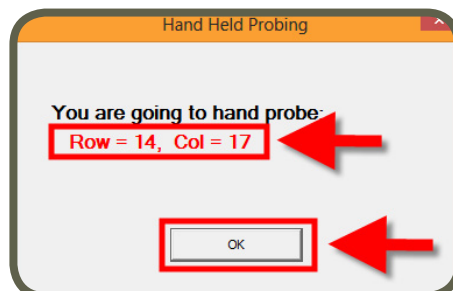 Hand Held Probing
You are going to hand probe:
Row = 14, Col = 17
OK